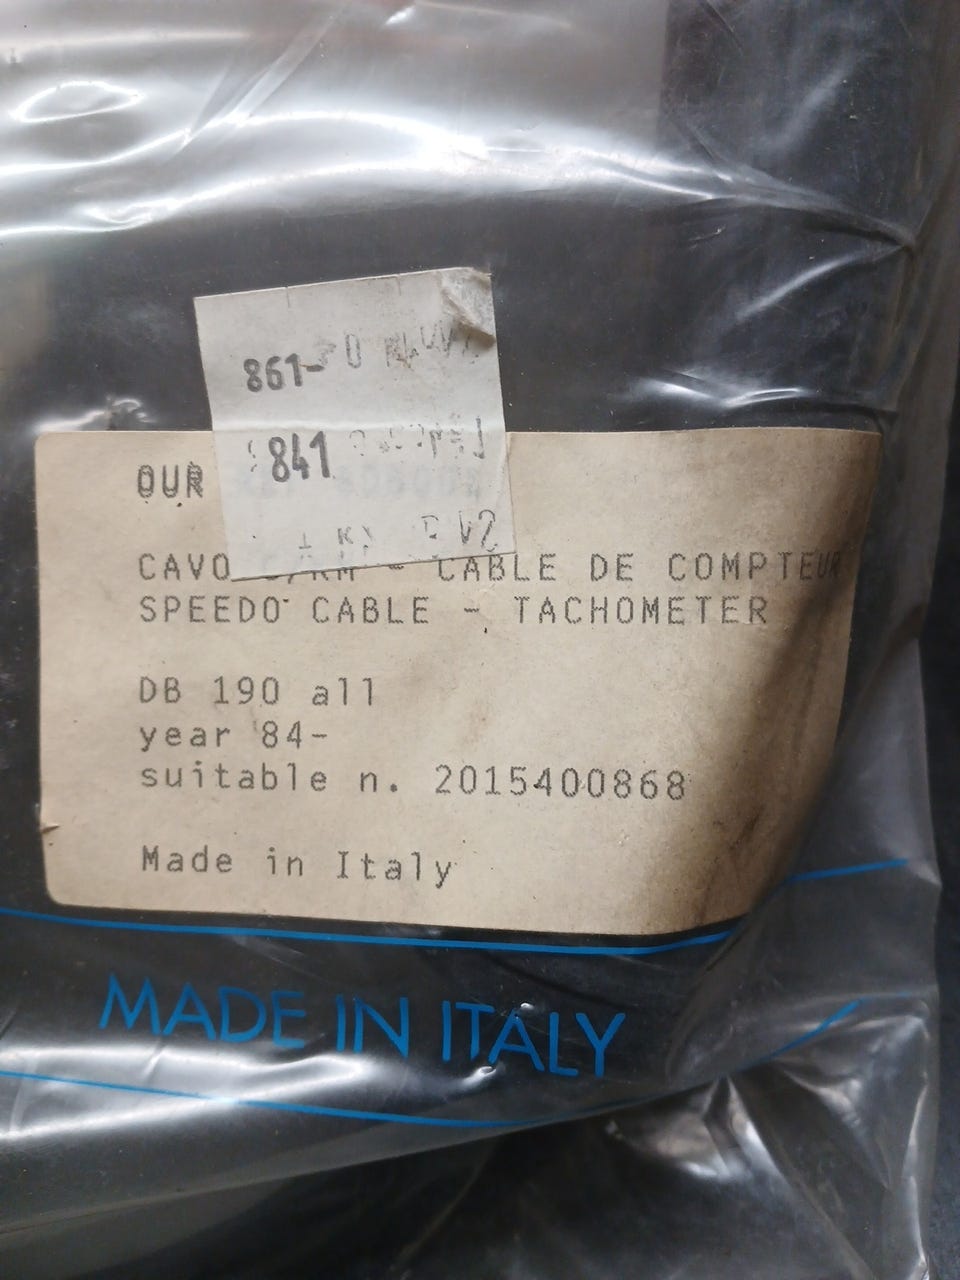 861-
841
OUR
CAVO C/KM - CABLE DE COMPTEUR
SPEEDO CABLE - TACHOMETER
DB 190 all
year 84-
suitable n. 2015400868
Made in Italy
MADE IN ITALY